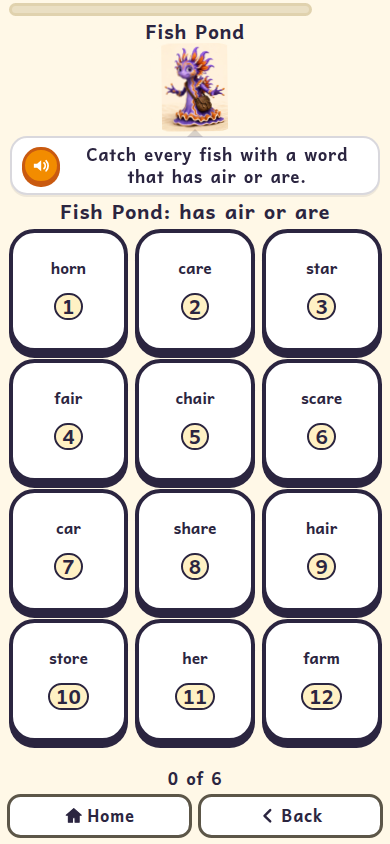 Fish Pond
Catch every fish with a word
that has air or are.
Fish Pond: has air or are
horn
care
star
1
2
3
fair
chair
scare
4
5
6
car
share
hair
7
8
9
store
her
farm
10
11
12
0 of 6
Home
Back